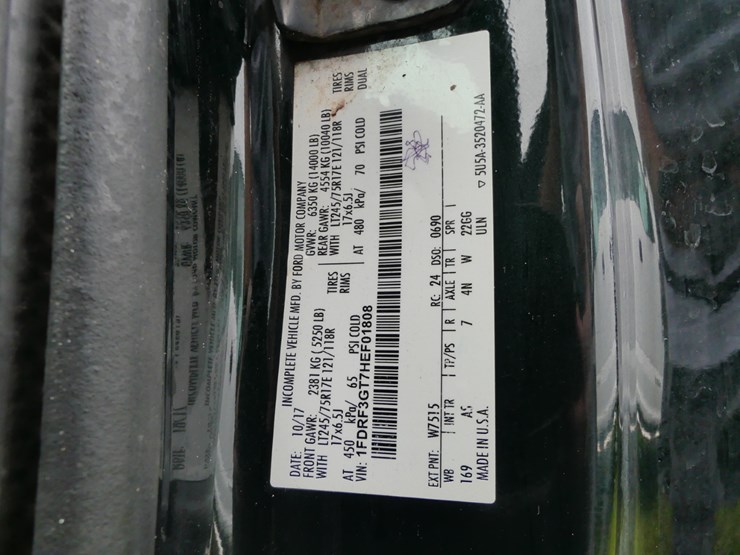 INCOMPLETE VEHICLE MFD. BY FORD MOTOR COMPANY
DATE: 10/17 GVWR: 6350 KG (14000 LB)
FRONT GAWR: 2381 KG (5250 LB) REAR GAWR: 4554 KG (10040 LB)
WITH LT245/75R17E 121/118R TIRES WITH LT245/75R17E 121/118R TIRES
17x6.5J RIMS 17x6.5J RIMS
AT 450 kPa/ 65 PSI COLD AT 480 kPa/ 70 PSI COLD DUAL
VIN: 1FDRF3GT7HEF01808
EXT PNT: W7515 RC: 24 DSO: 0690
WB INT TR TP/PS R AXLE TR SPR
169 AS 7 4N W 22GG
MADE IN U.S.A. ULN
▽ 5U5A-3520472-AA